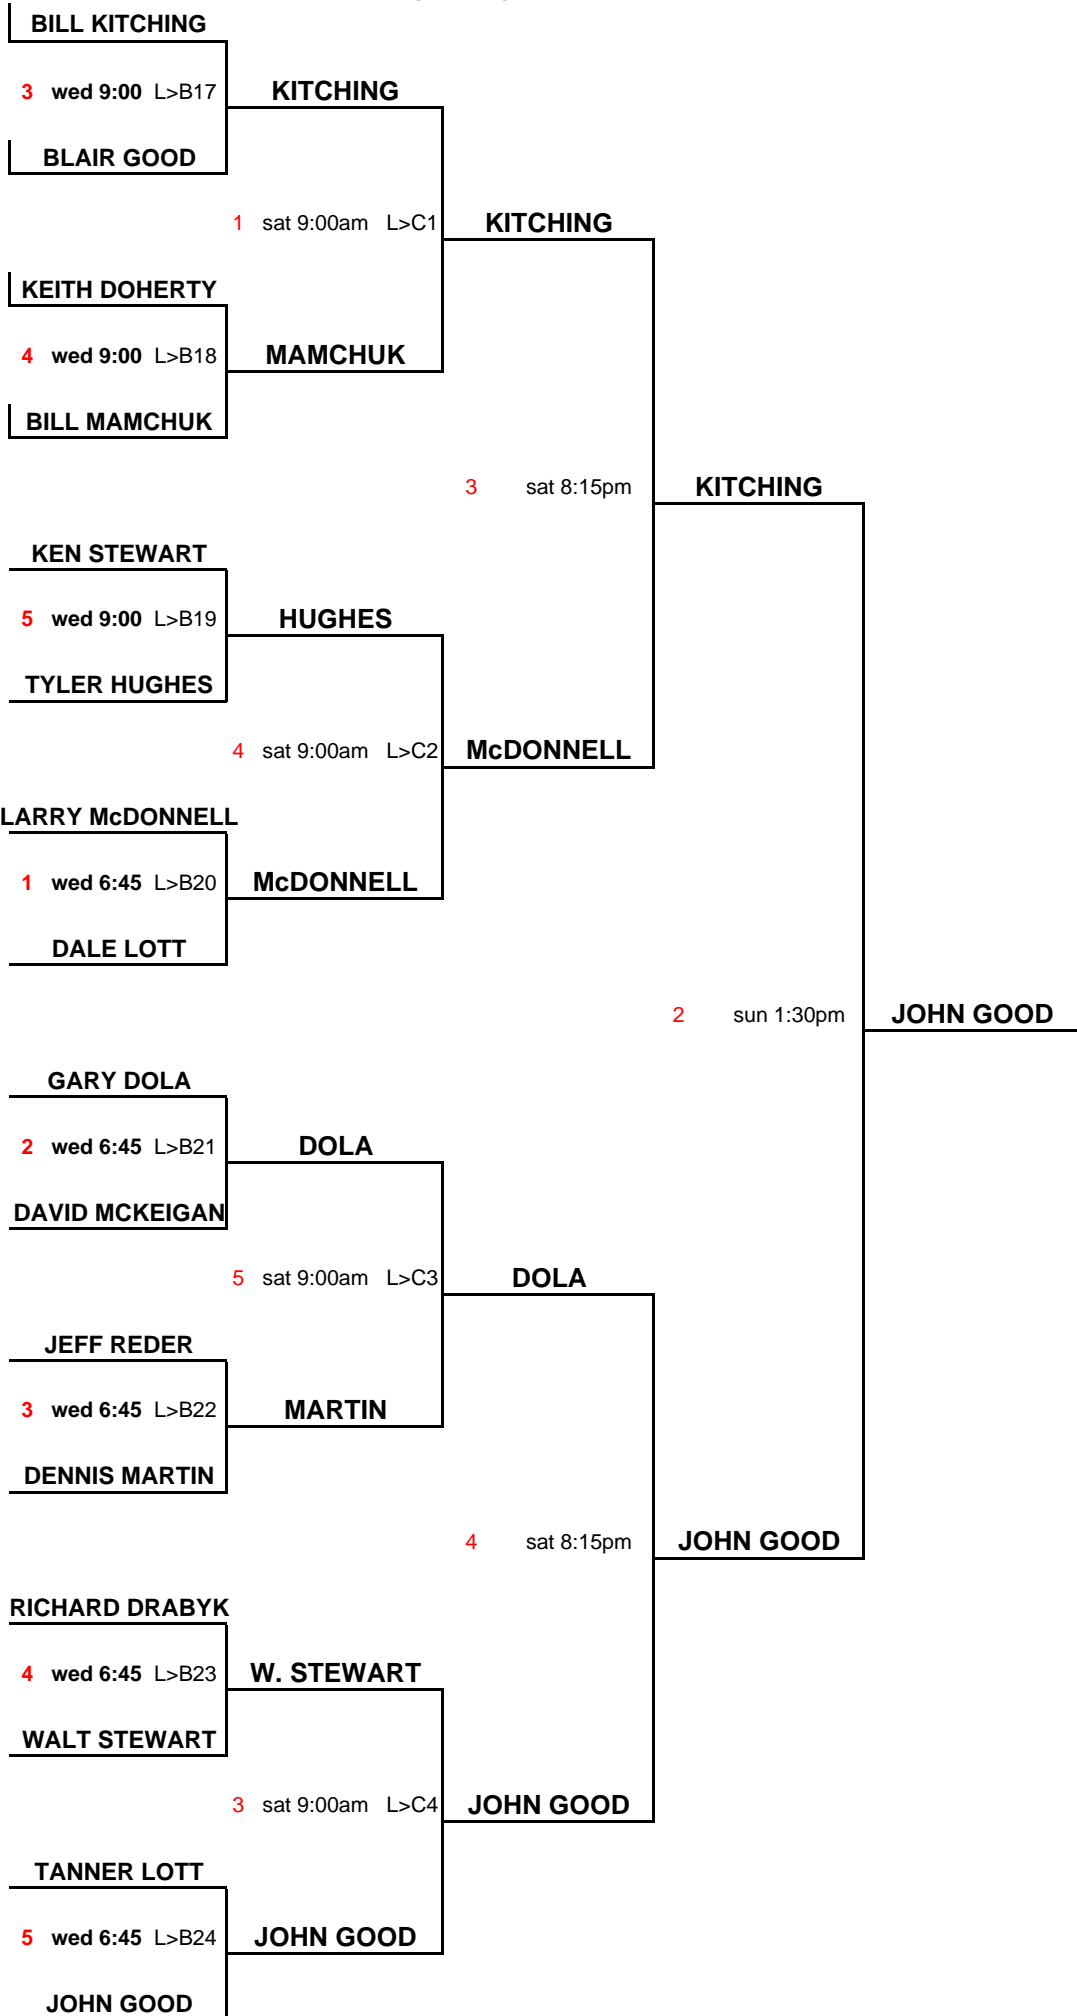 BILL KITCHING
3 wed 9:00 L>B17 KITCHING
BLAIR GOOD
1 sat 9:00am L>C1 KITCHING
KEITH DOHERTY
4 wed 9:00 L>B18 MAMCHUK
BILL MAMCHUK
3 sat 8:15pm KITCHING
KEN STEWART
5 wed 9:00 L>B19 HUGHES
TYLER HUGHES
4 sat 9:00am L>C2 McDONNELL
LARRY McDONNELL
1 wed 6:45 L>B20 McDONNELL
DALE LOTT
2 sun 1:30pm JOHN GOOD
GARY DOLA
2 wed 6:45 L>B21 DOLA
DAVID MCKEIGAN
5 sat 9:00am L>C3 DOLA
JEFF REDER
3 wed 6:45 L>B22 MARTIN
DENNIS MARTIN
4 sat 8:15pm JOHN GOOD
RICHARD DRABYK
4 wed 6:45 L>B23 W. STEWART
WALT STEWART
3 sat 9:00am L>C4 JOHN GOOD
TANNER LOTT
5 wed 6:45 L>B24 JOHN GOOD
JOHN GOOD